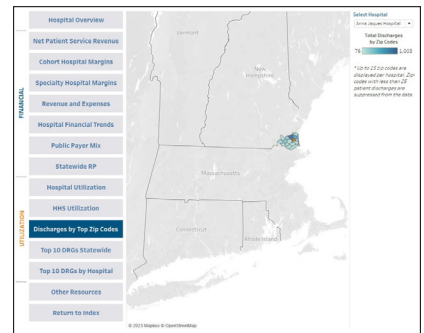 Hospital Overview
Net Patient Service Revenue
Cohort Hospital Margins
Specialty Hospital Margins
Revenue and Expenses
Hospital Financial Trends
Public Payer Mix
Statewide RP
Hospital Utilization
HHS Utilization
Discharges by Top Zip Codes
Top 10 DRGs Statewide
Top 10 DRGs by Hospital
Other Resources
Return to Index
FINANCIAL
UTILIZATION
Vermont
New
Hampshire
Massachusetts
Connecticut
Rhode Island
© 2023 Mapbox © OpenStreetMap
Select Hospital
Anna Jaques Hospital
Total Discharges
by Zip Codes
76
1,003
* Up to 25 zip codes are
displayed per hospital. Zip
codes with less than 25
patient discharges are
suppressed from the data.